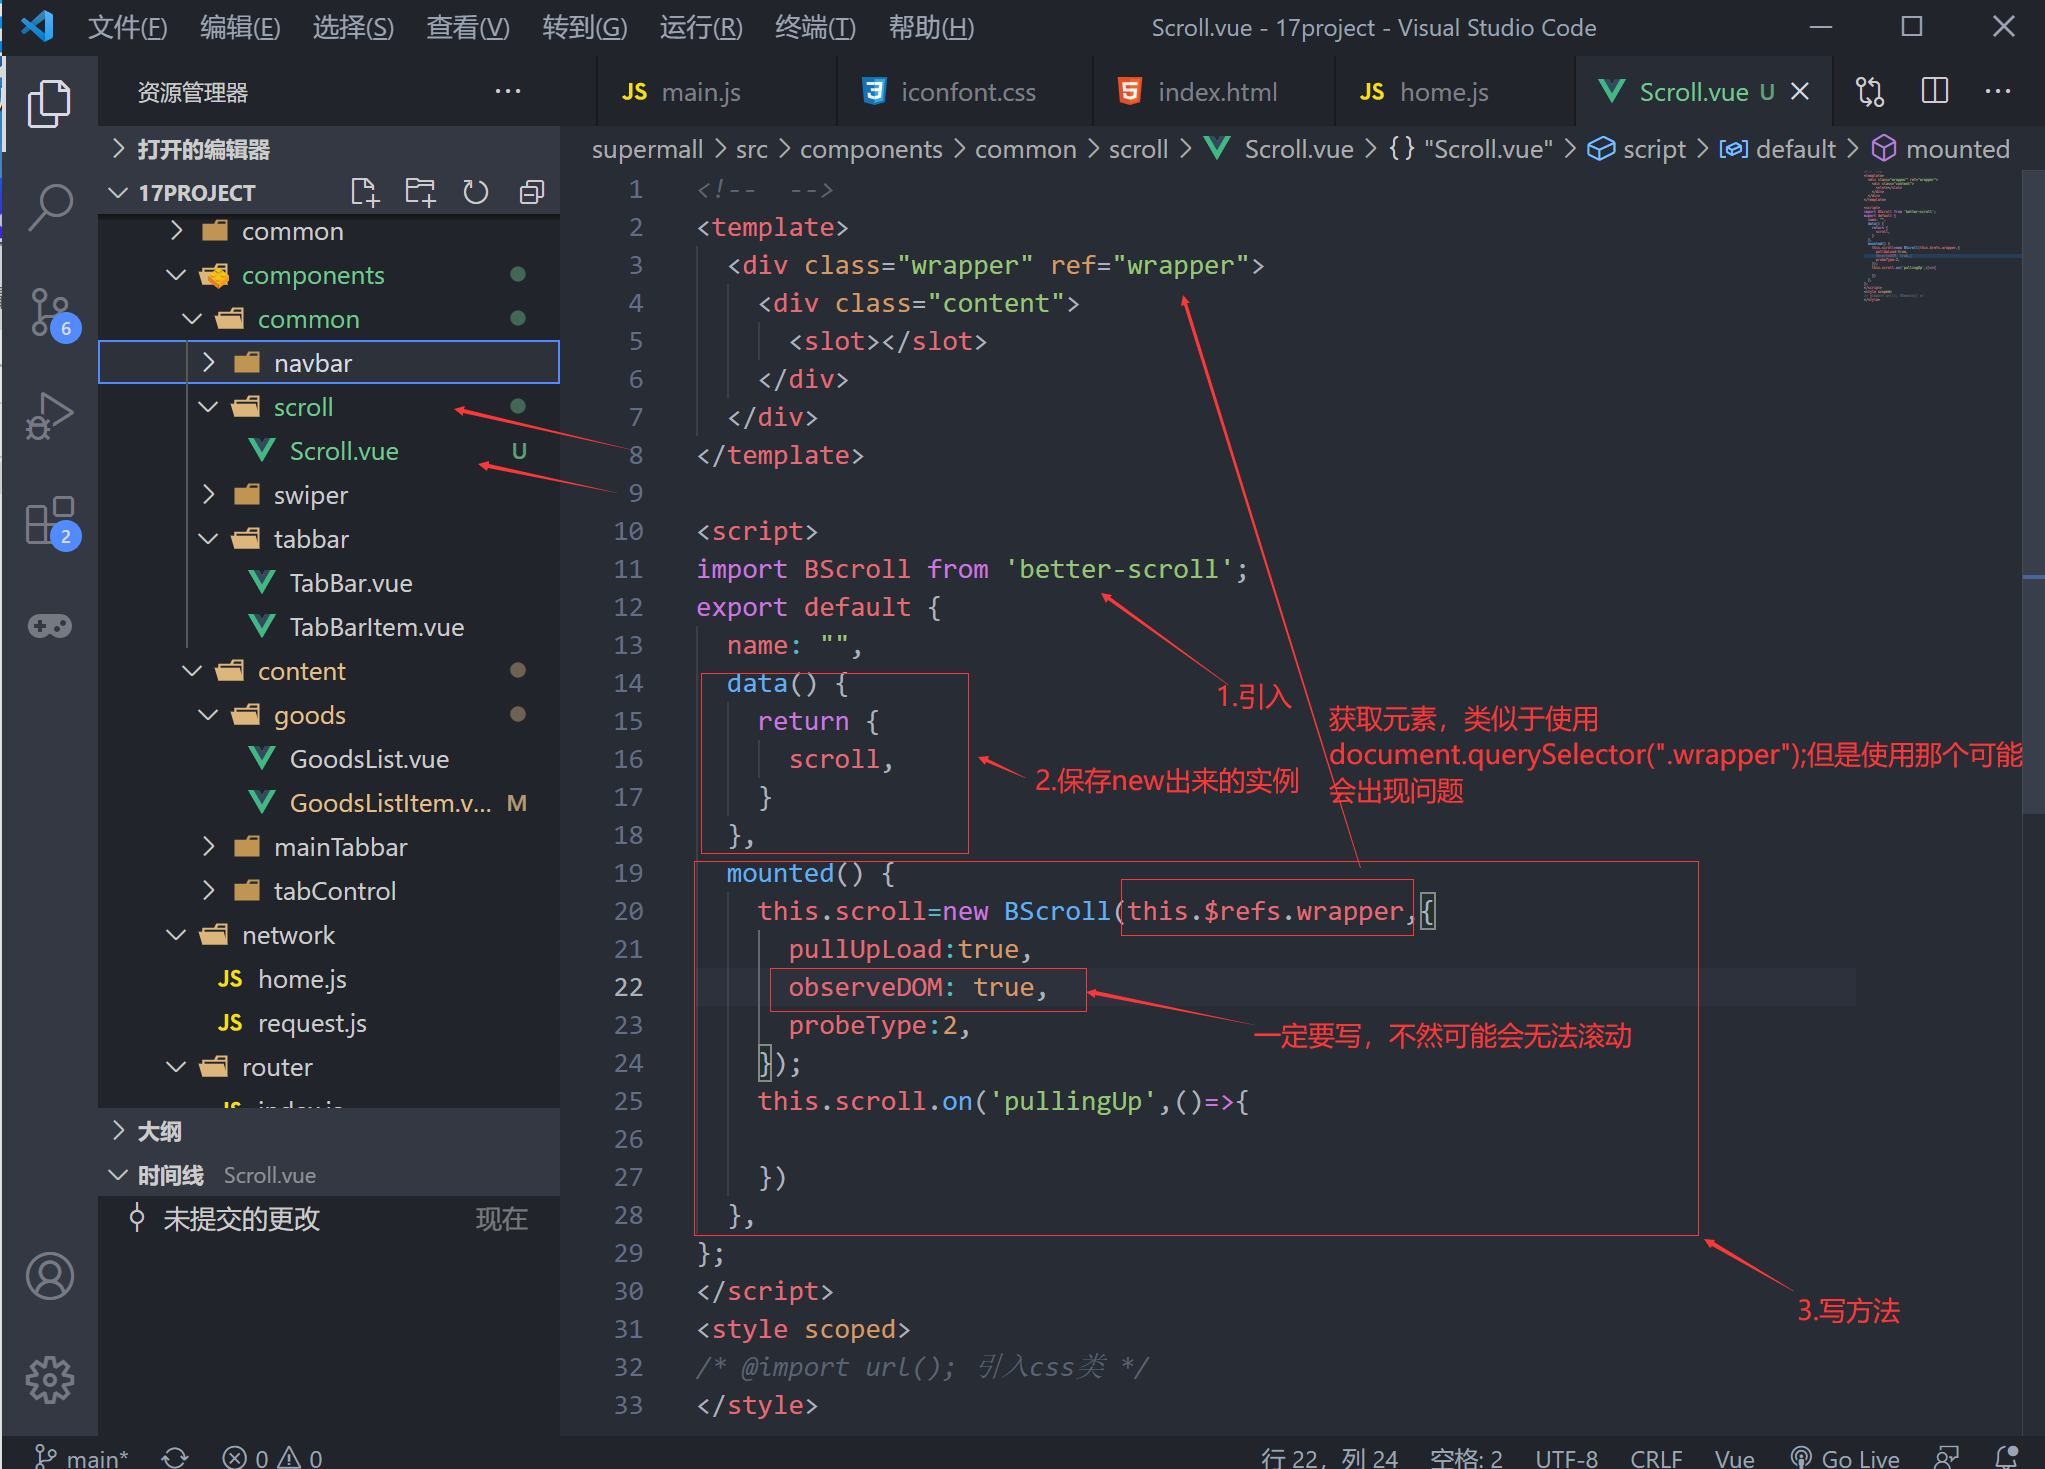 文件(F) 编辑(E) 选择(S) 查看(V) 转到(G) 运行(R) 终端(T) 帮助(H) Scroll.vue - 17project - Visual Studio Code
资源管理器 ...
JS main.js iconfont.css index.html JS home.js Scroll.vue U
打开的编辑器
17PROJECT
common
components
common
navbar
scroll
Scroll.vue U
swiper
tabbar
TabBar.vue
TabBarItem.vue
content
goods
GoodsList.vue
GoodsListItem.v... M
mainTabbar
tabControl
network
JS home.js
JS request.js
router
JS index.js
大纲
时间线 Scroll.vue
未提交的更改 现在
6
2
supermall > src > components > common > scroll > Scroll.vue > {} "Scroll.vue" > script > default > mounted
1 <!--  -->
2 <template>
3 <div class="wrapper" ref="wrapper">
4 <div class="content">
5 <slot></slot>
6 </div>
7 </div>
8 </template>
9
10 <script>
11 import BScroll from 'better-scroll';
12 export default {
13 name: "",
14 data() {
15 return {
16 scroll,
17 }
18 },
19 mounted() {
20 this.scroll=new BScroll(this.$refs.wrapper,{
21 pullUpLoad:true,
22 observeDOM: true,
23 probeType:2,
24 });
25 this.scroll.on('pullingUp',()=>{
26
27 })
28 },
29 };
30 </script>
31 <style scoped>
32 /* @import url(); 引入css类 */
33 </style>
1.引入
获取元素，类似于使用
document.querySelector(".wrapper");但是使用那个可能
会出现问题
2.保存new出来的实例
一定要写，不然可能会无法滚动
3.写方法
main* 0 0 行 22，列 24 空格: 2 UTF-8 CRLF Vue Go Live